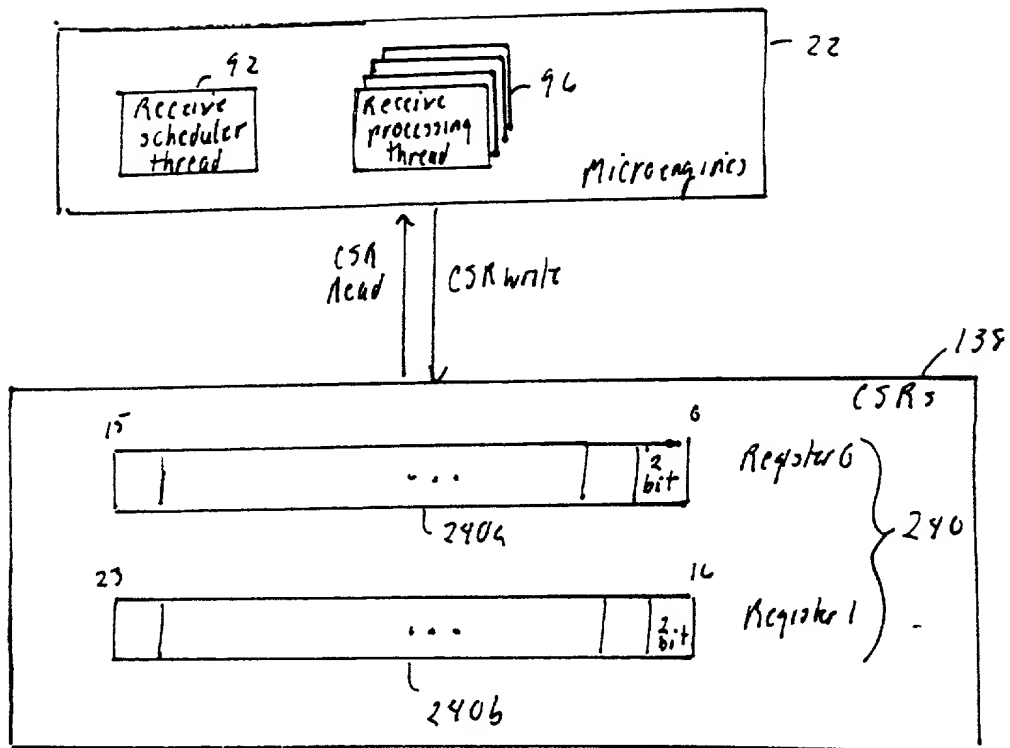 22
92
96
Receive
scheduler
thread
Receive
processing
thread
Microengines
CSR
Read
CSR write
138
CSRs
15
0
2
bit
...
Register 0
240a
240
23
16
2
bit
...
Register 1
240b